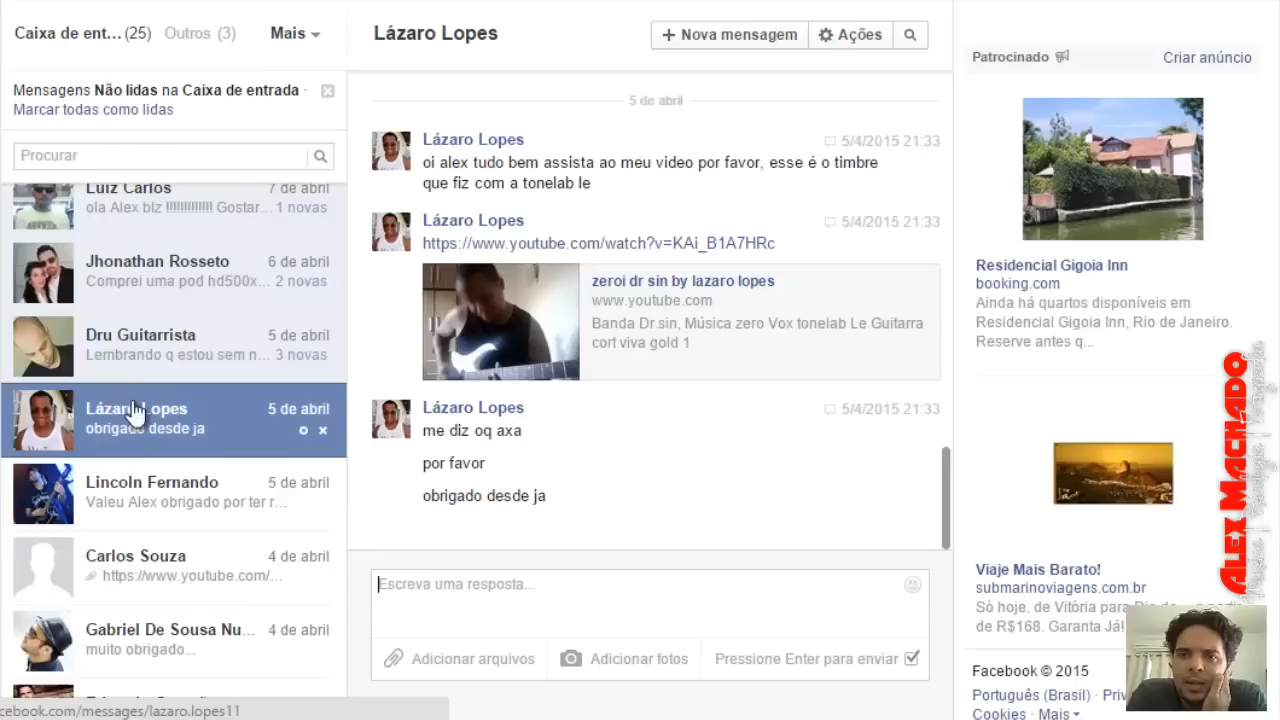 Caixa de ent... (25) Outros (3) Mais
Mensagens Não lidas na Caixa de entrada ·
Marcar todas como lidas
Procurar
Luiz Carlos 7 de abril
ola Alex blz !!!!!!!!!!!!! Gostar... 1 novas
Jhonathan Rosseto 6 de abril
Comprei uma pod hd500x... 2 novas
Dru Guitarrista 5 de abril
Lembrando q estou sem n... 3 novas
Lázaro Lopes 5 de abril
obrigado desde ja
Lincoln Fernando 5 de abril
Valeu Alex obrigado por ter r...
Carlos Souza 4 de abril
https://www.youtube.com/...
Gabriel De Sousa Nu... 4 de abril
muito obrigado...
cebook.com/messages/lazaro.lopes11
Lázaro Lopes
Nova mensagem Ações
5 de abril
Lázaro Lopes 5/4/2015 21:33
oi alex tudo bem assista ao meu video por favor, esse é o timbre
que fiz com a tonelab le
Lázaro Lopes 5/4/2015 21:33
https://www.youtube.com/watch?v=KAi_B1A7HRc
zeroi dr sin by lazaro lopes
www.youtube.com
Banda Dr.sin, Música zero Vox tonelab Le Guitarra
cort viva gold 1
Lázaro Lopes 5/4/2015 21:33
me diz oq axa
por favor
obrigado desde ja
Escreva uma resposta...
Adicionar arquivos Adicionar fotos Pressione Enter para enviar
Patrocinado Criar anúncio
Residencial Gigoia Inn
booking.com
Ainda há quartos disponíveis em
Residencial Gigoia Inn, Rio de Janeiro.
Reserve antes q...
Viaje Mais Barato!
submarinoviagens.com.br
Só hoje, de Vitória para
de R$168. Garanta Já!
Facebook © 2015
Português (Brasil) · Priv
Cookies · Mais
ALEX MACHADO